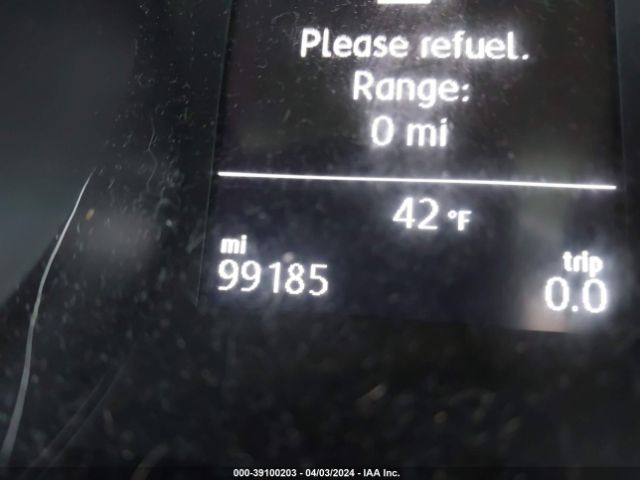 Please refuel.
Range:
0 mi
42 °F
mi
99185
trip
0.0
000-39100203 - 04/03/2024 - IAA Inc.